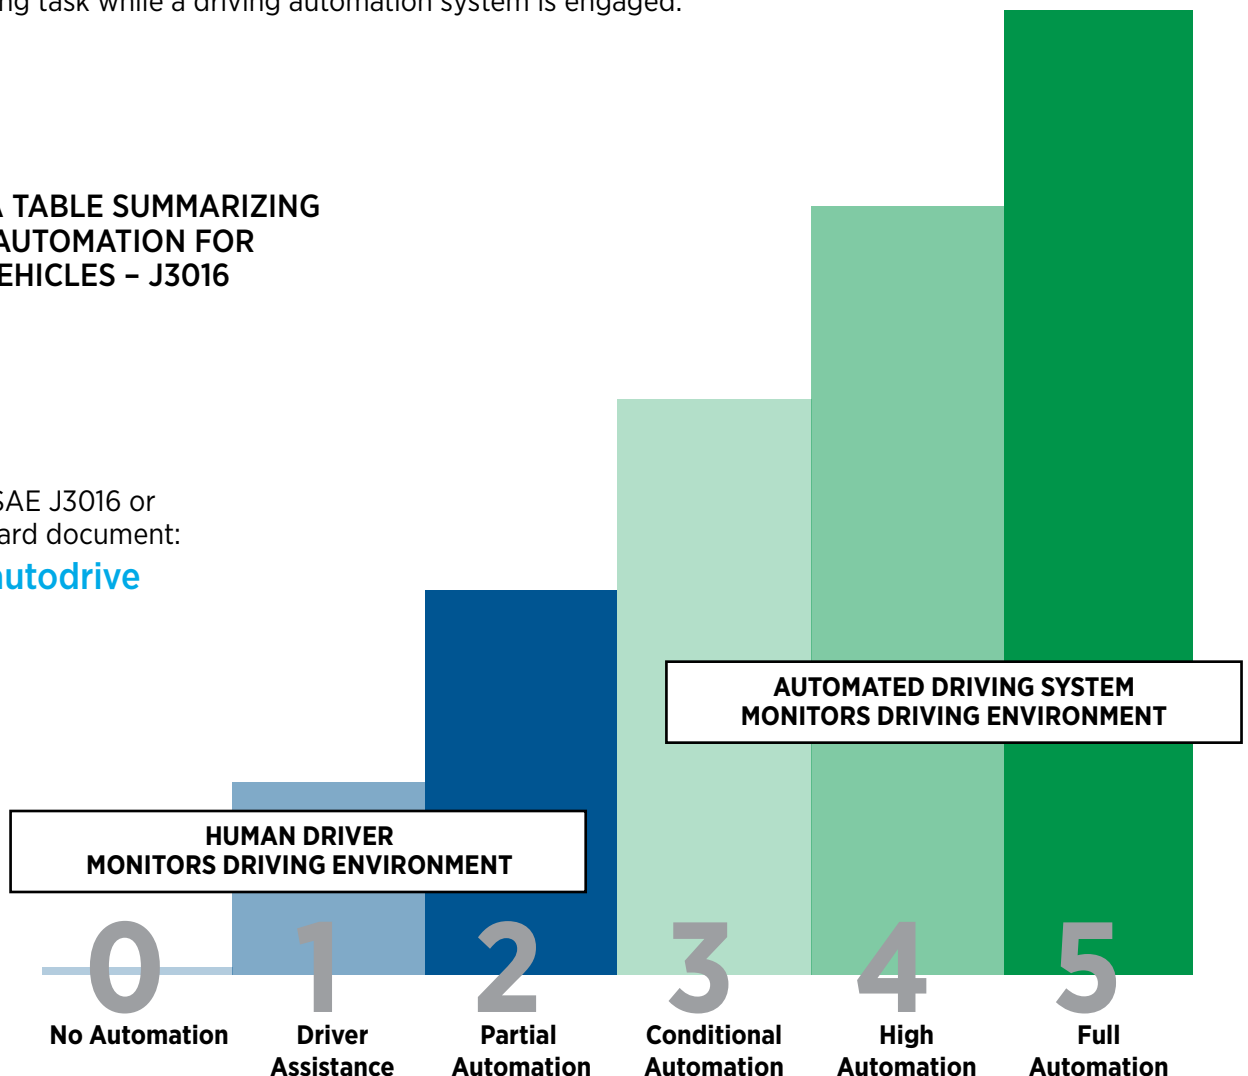 ng task while a driving automation system is engaged.
A TABLE SUMMARIZING
AUTOMATION FOR
EHICLES – J3016
SAE J3016 or
ard document:
autodrive
AUTOMATED DRIVING SYSTEM
MONITORS DRIVING ENVIRONMENT
HUMAN DRIVER
MONITORS DRIVING ENVIRONMENT
0 1 2 3 4 5
No Automation Driver Partial Conditional High Full
Assistance Automation Automation Automation Automation